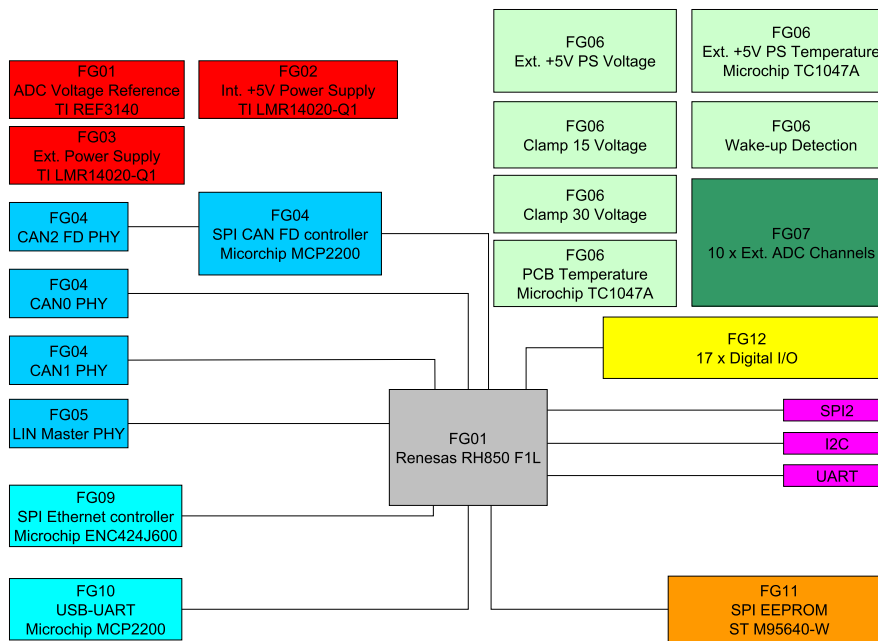 FG01
ADC Voltage Reference
TI REF3140
FG02
Int. +5V Power Supply
TI LMR14020-Q1
FG03
Ext. Power Supply
TI LMR14020-Q1
FG06
Ext. +5V PS Voltage
FG06
Ext. +5V PS Temperature
Microchip TC1047A
FG06
Clamp 15 Voltage
FG06
Wake-up Detection
FG06
Clamp 30 Voltage
FG07
10 x Ext. ADC Channels
FG06
PCB Temperature
Microchip TC1047A
FG04
CAN2 FD PHY
FG04
SPI CAN FD controller
Micorchip MCP2200
FG04
CAN0 PHY
FG04
CAN1 PHY
FG05
LIN Master PHY
FG12
17 x Digital I/O
FG01
Renesas RH850 F1L
SPI2
I2C
UART
FG09
SPI Ethernet controller
Microchip ENC424J600
FG10
USB-UART
Microchip MCP2200
FG11
SPI EEPROM
ST M95640-W